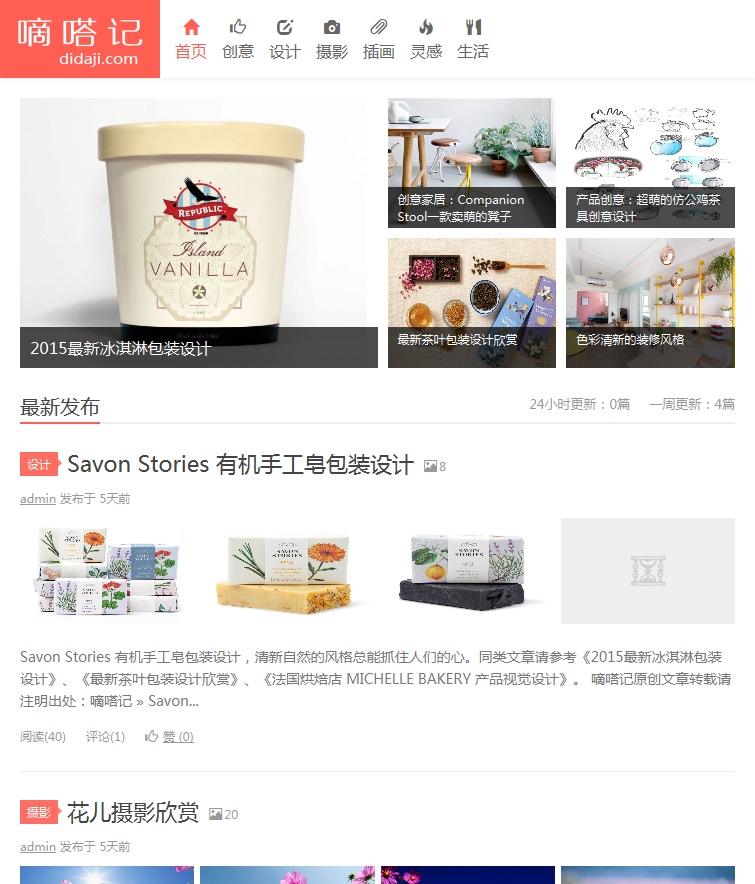 嘀嗒记
didaji.com
首页 创意 设计 摄影 插画 灵感 生活
REPUBLIC
Island
VANILLA
2015最新冰淇淋包装设计
创意家居：Companion
Stool一款卖萌的凳子
产品创意：超萌的仿公鸡茶
具创意设计
最新茶叶包装设计欣赏
色彩清新的装修风格
最新发布
24小时更新：0篇 一周更新：4篇
设计 Savon Stories 有机手工皂包装设计 8
admin 发布于 5天前
SAVON
STORIES
SAVON
STORIES
SAVON
STORIES
Savon Stories 有机手工皂包装设计，清新自然的风格总能抓住人们的心。同类文章请参考《2015最新冰淇淋包装
设计》、《最新茶叶包装设计欣赏》、《法国烘焙店 MICHELLE BAKERY 产品视觉设计》。 嘀嗒记原创文章转载请
注明出处：嘀嗒记 » Savon...
阅读(40) 评论(1) 赞 (0)
摄影 花儿摄影欣赏 20
admin 发布于 5天前